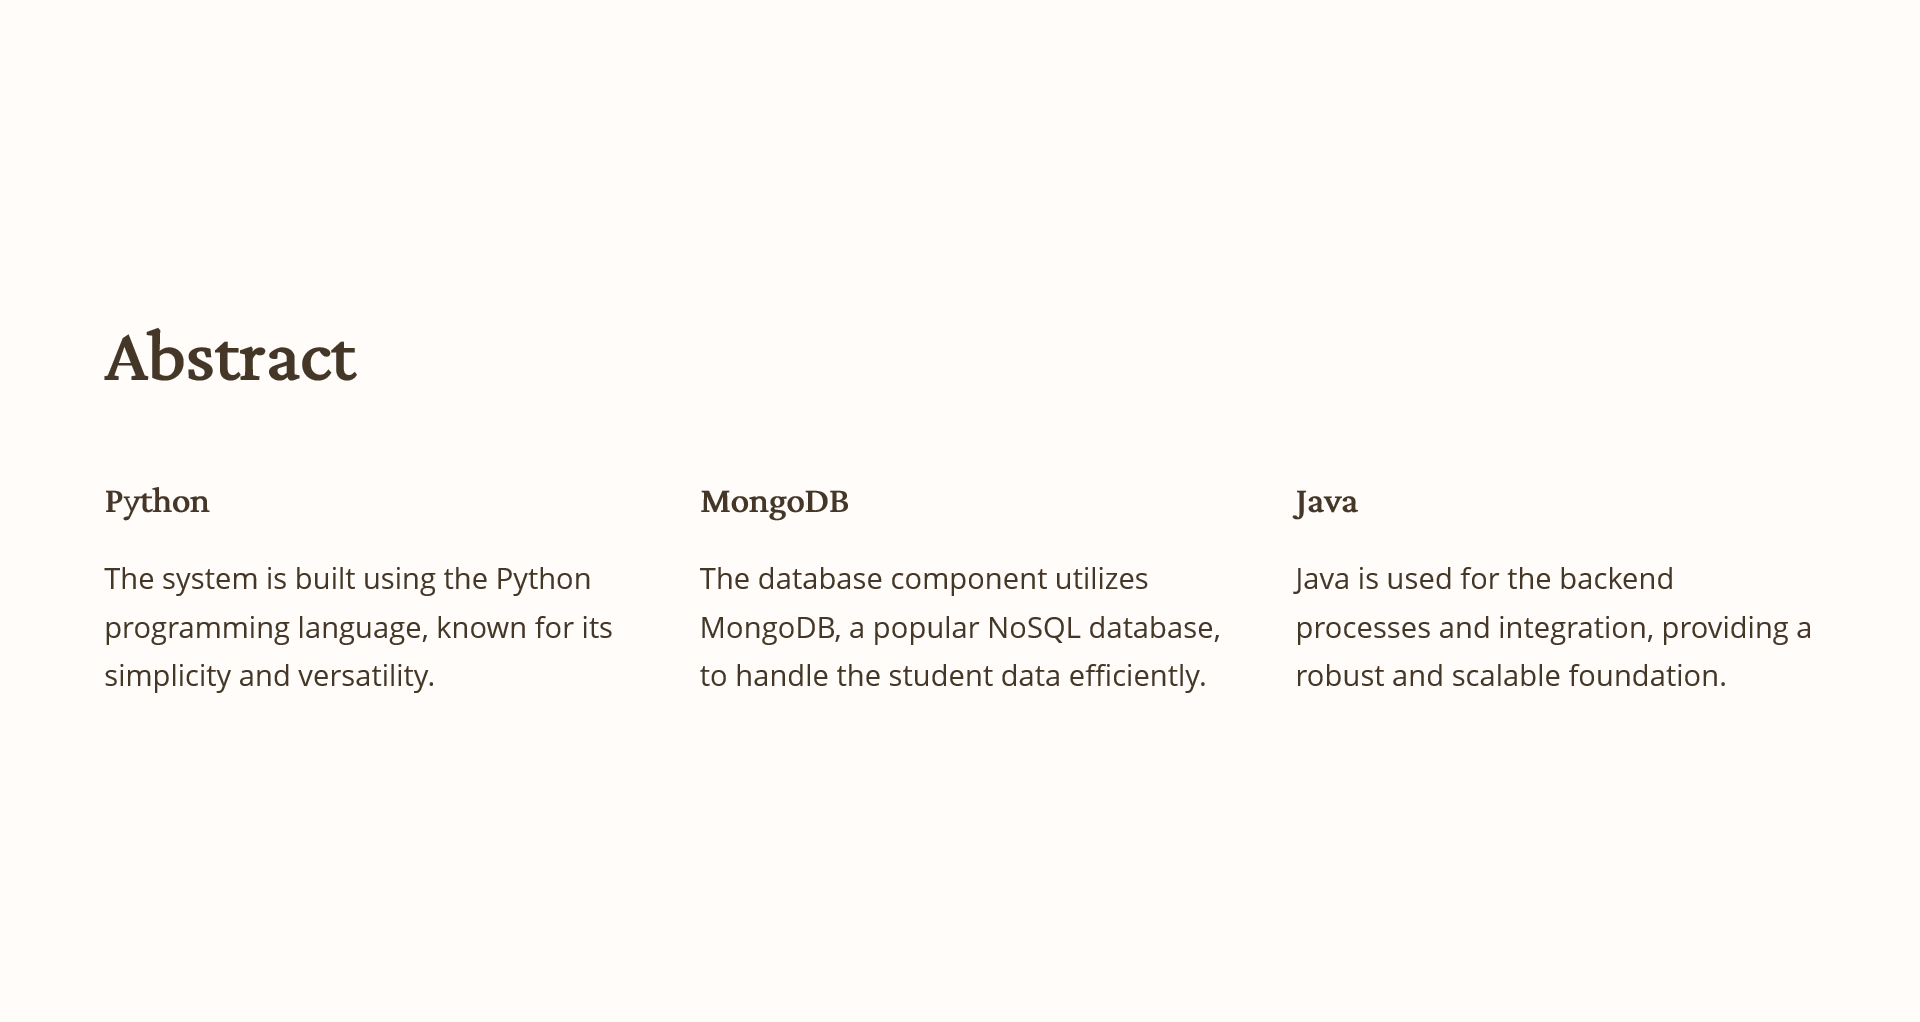 Abstract
Python
The system is built using the Python
programming language, known for its
simplicity and versatility.
MongoDB
The database component utilizes
MongoDB, a popular NoSQL database,
to handle the student data efficiently.
Java
Java is used for the backend
processes and integration, providing a
robust and scalable foundation.